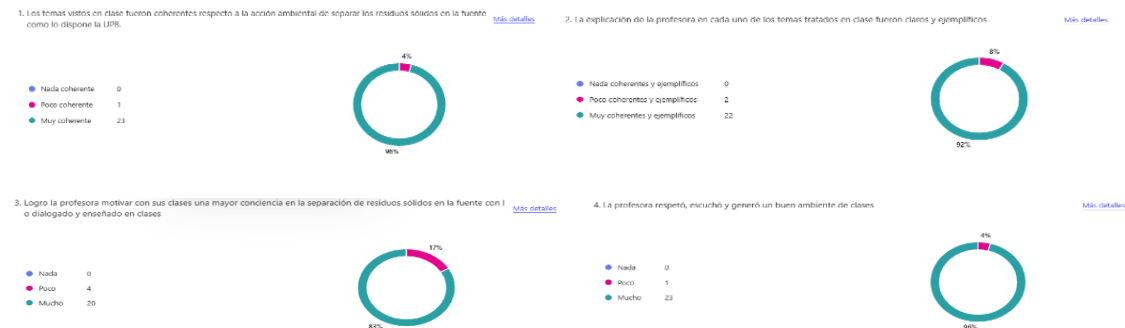 1. Los temas vistos en clase fueron coherentes respecto a la acción ambiental de separar los residuos sólidos en la fuente
como lo dispone la UPB.
Más detalles
Nada coherente 0
Poco coherente 1
Muy coherente 23
4%
96%
2. La explicación de la profesora en cada uno de los temas tratados en clase fueron claros y ejemplíficos
Más detalles
Nada coherentes y ejemplíficos 0
Poco coherentes y ejemplíficos 2
Muy coherentes y ejemplíficos 22
8%
92%
3. Logro la profesora motivar con sus clases una mayor conciencia en la separación de residuos sólidos en la fuente con l
o dialogado y enseñado en clases
Más detalles
Nada 0
Poco 4
Mucho 20
17%
83%
4. La profesora respetó, escuchó y generó un buen ambiente de clases
Más detalles
Nada 0
Poco 1
Mucho 23
4%
96%